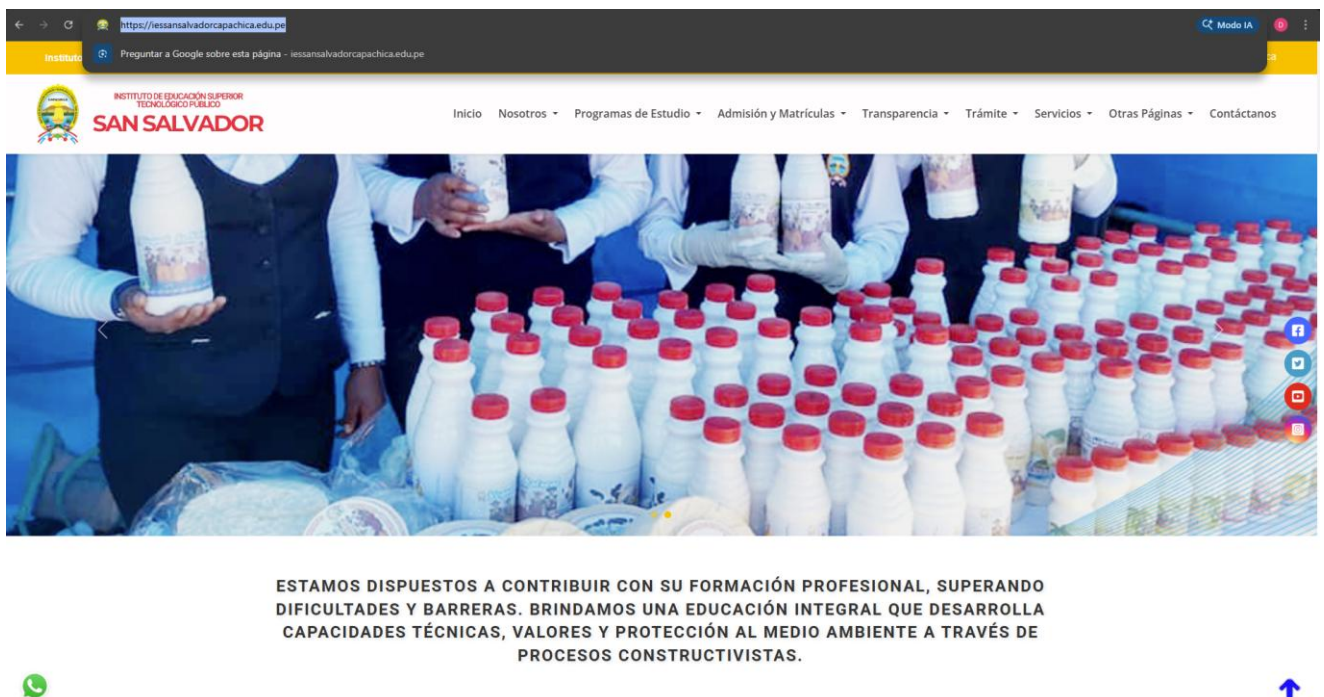 https://iessansalvadorcapachica.edu.pe
Modo IA
D
Preguntar a Google sobre esta página - iessansalvadorcapachica.edu.pe
Instituto
ca
INSTITUTO DE EDUCACIÓN SUPERIOR
TECNOLÓGICO PÚBLICO
SAN SALVADOR
Inicio Nosotros Programas de Estudio Admisión y Matrículas Transparencia Trámite Servicios Otras Páginas Contáctanos
ESTAMOS DISPUESTOS A CONTRIBUIR CON SU FORMACIÓN PROFESIONAL, SUPERANDO
DIFICULTADES Y BARRERAS. BRINDAMOS UNA EDUCACIÓN INTEGRAL QUE DESARROLLA
CAPACIDADES TÉCNICAS, VALORES Y PROTECCIÓN AL MEDIO AMBIENTE A TRAVÉS DE
PROCESOS CONSTRUCTIVISTAS.